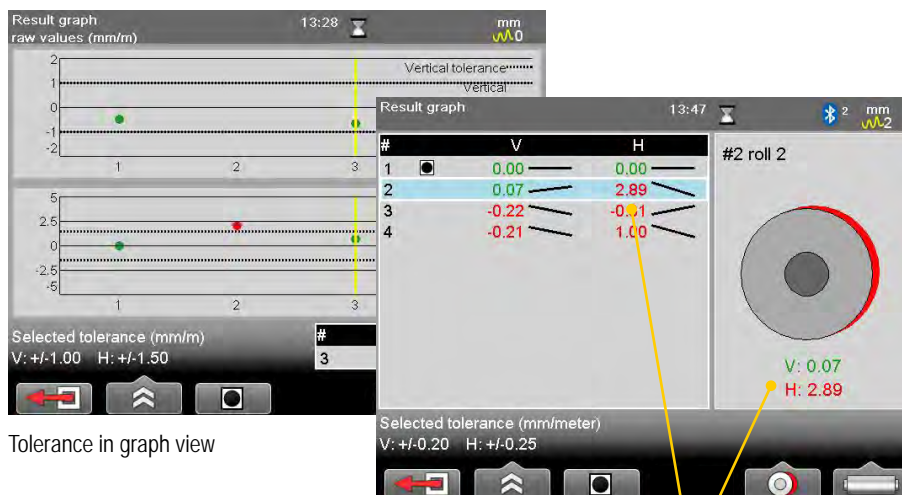 Result graph 13:28 mm
raw values (mm/m) 0
2
Vertical tolerance
1
Vertical
0
-1
-2
1 2 3
5
2.5
0
-2.5
-5
1 2 3
Selected tolerance (mm/m) #
V: +/-1.00 H: +/-1.50 3
Tolerance in graph view
Result graph 13:47 2 mm
2
# V H
1 0.00 0.00
2 0.07 2.89
3 -0.22
4 -0.21 1.00
#2 roll 2
V: 0.07
H: 2.89
Selected tolerance (mm/meter)
V: +/-0.20 H: +/-0.25